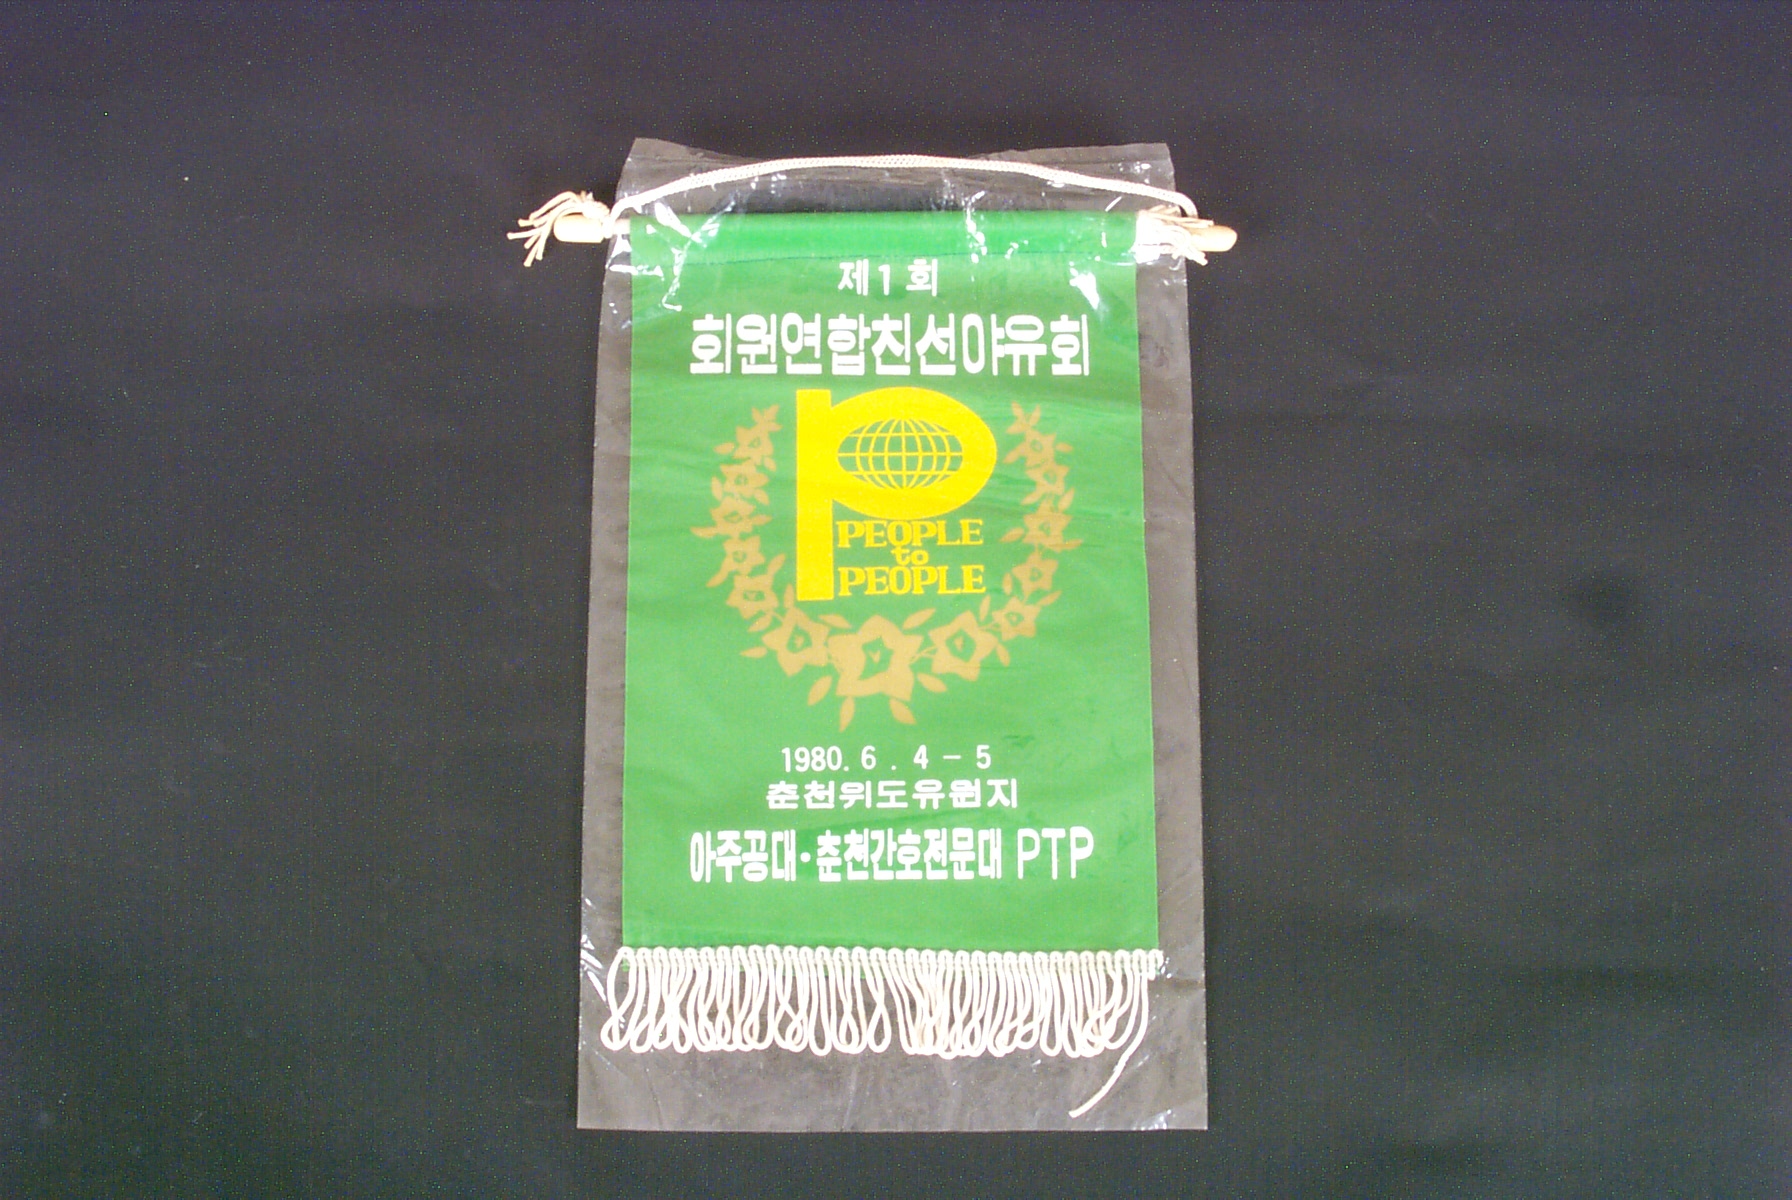 제1회
회원연합친선야유회
PEOPLE
to
PEOPLE
1980. 6 . 4 - 5
춘천위도유원지
아주공대·춘천간호전문대 PTP